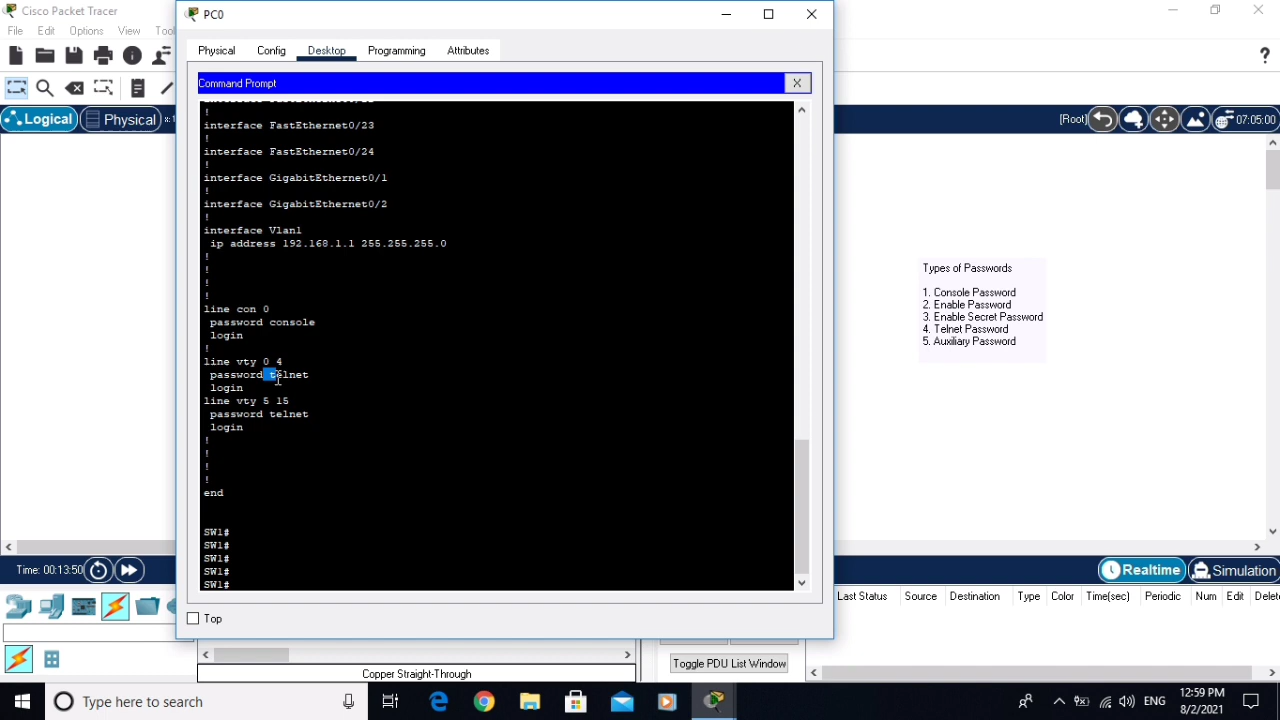 Cisco Packet Tracer
File Edit Options View Tool
Logical
Physical
[Root]
07:05:00
PC0
Physical Config Desktop Programming Attributes
Command Prompt
X
!
interface FastEthernet0/23
!
interface FastEthernet0/24
!
interface GigabitEthernet0/1
!
interface GigabitEthernet0/2
!
interface Vlan1
ip address 192.168.1.1 255.255.255.0
!
!
!
!
line con 0
password console
login
!
line vty 0 4
password telnet
login
line vty 5 15
password telnet
login
!
!
!
!
end
SW1#
SW1#
SW1#
SW1#
SW1#
Top
Types of Passwords
1. Console Password
2. Enable Password
3. Enable Secret Password
4. Telnet Password
5. Auxiliary Password
Time: 00:13:50
Realtime
Simulation
Last Status Source Destination Type Color Time(sec) Periodic Num Edit Delet
Toggle PDU List Window
Copper Straight-Through
Type here to search
ENG
12:59 PM
8/2/2021